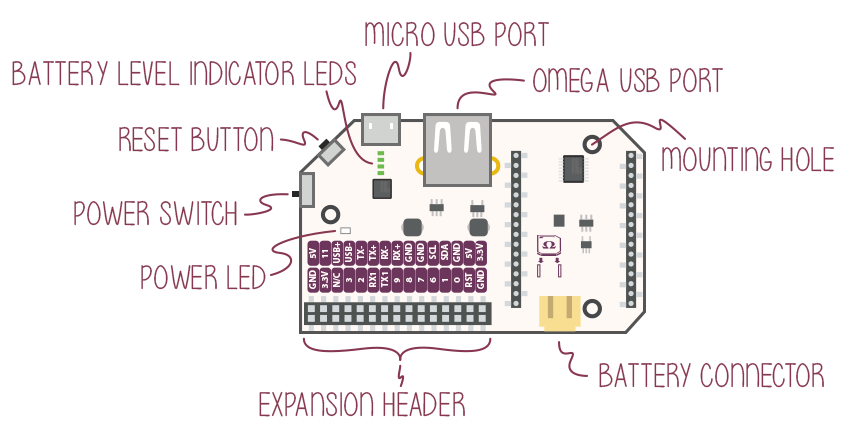 MICRO USB PORT
BATTERY LEVEL INDICATOR LEDS
OMEGA USB PORT
RESET BUTTON
MOUNTING HOLE
POWER SWITCH
POWER LED
5V 11 USB+ USB- TX- TX+ RX- RX+ GND GND SCL SDA GND 5V 3.3V
GND 3.3V N/C 3 2 RX1 TX1 9 8 7 6 1 0 RST GND
Ω
BATTERY CONNECTOR
EXPANSION HEADER